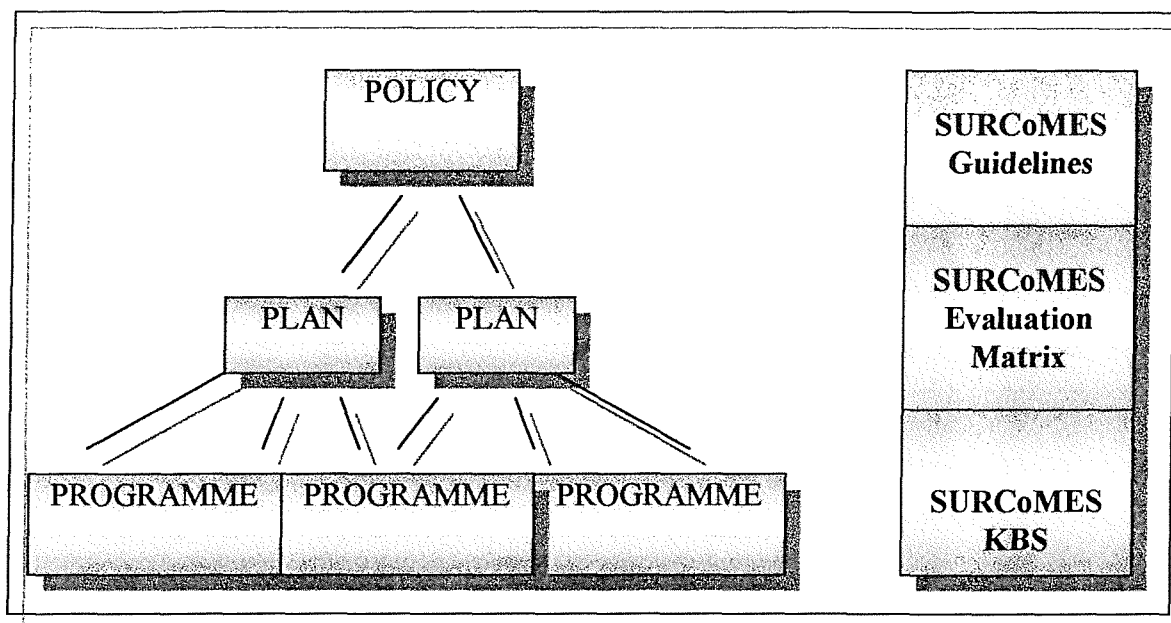 POLICY
PLAN
PLAN
PROGRAMME
PROGRAMME
PROGRAMME
SURCoMES
Guidelines
SURCoMES
Evaluation
Matrix
SURCoMES
KBS